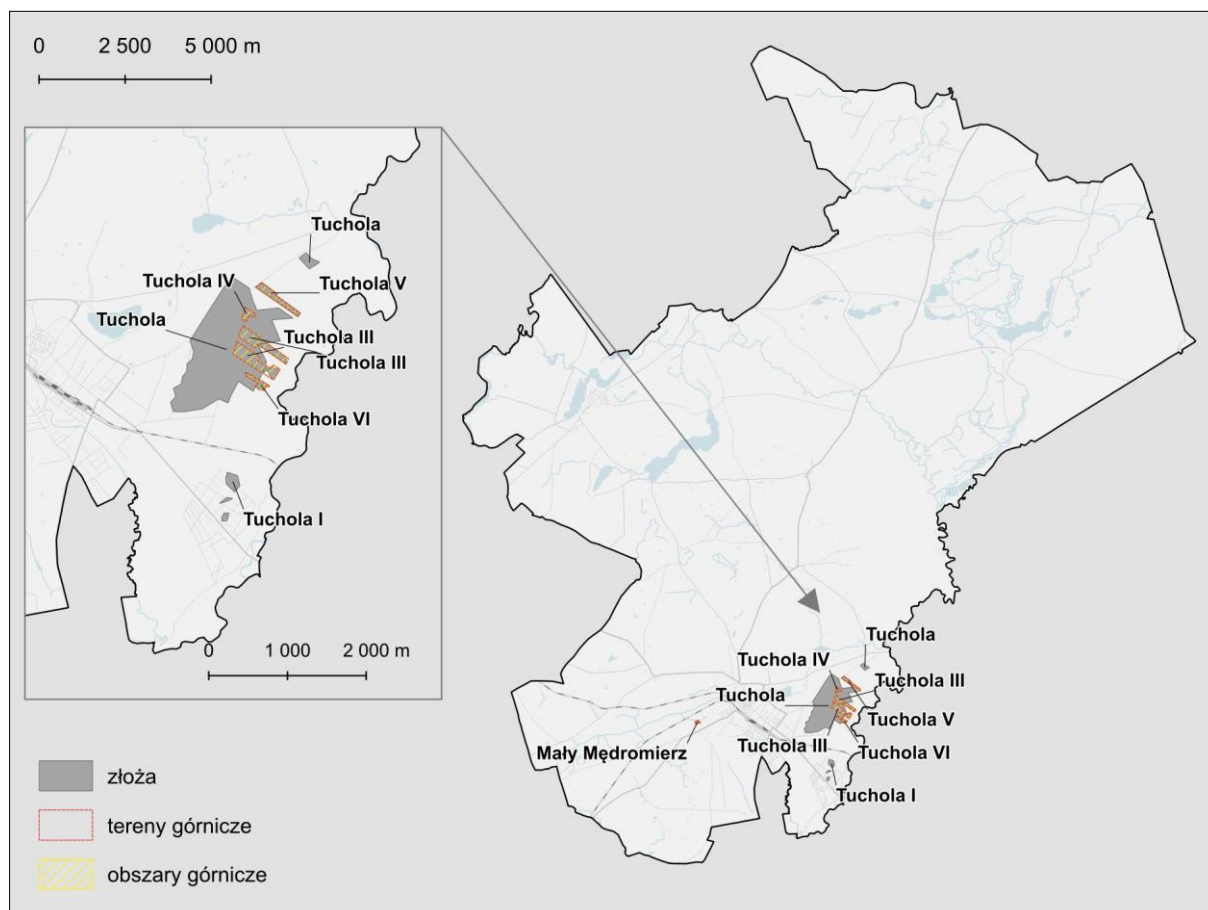 0 2 500 5 000 m
Tuchola
Tuchola IV
Tuchola V
Tuchola
Tuchola III
Tuchola III
Tuchola VI
Tuchola I
0 1 000 2 000 m
Tuchola
Tuchola IV
Tuchola III
Tuchola
Tuchola V
Tuchola III
Tuchola VI
Mały Mędromierz
Tuchola I
złoża
tereny górnicze
obszary górnicze